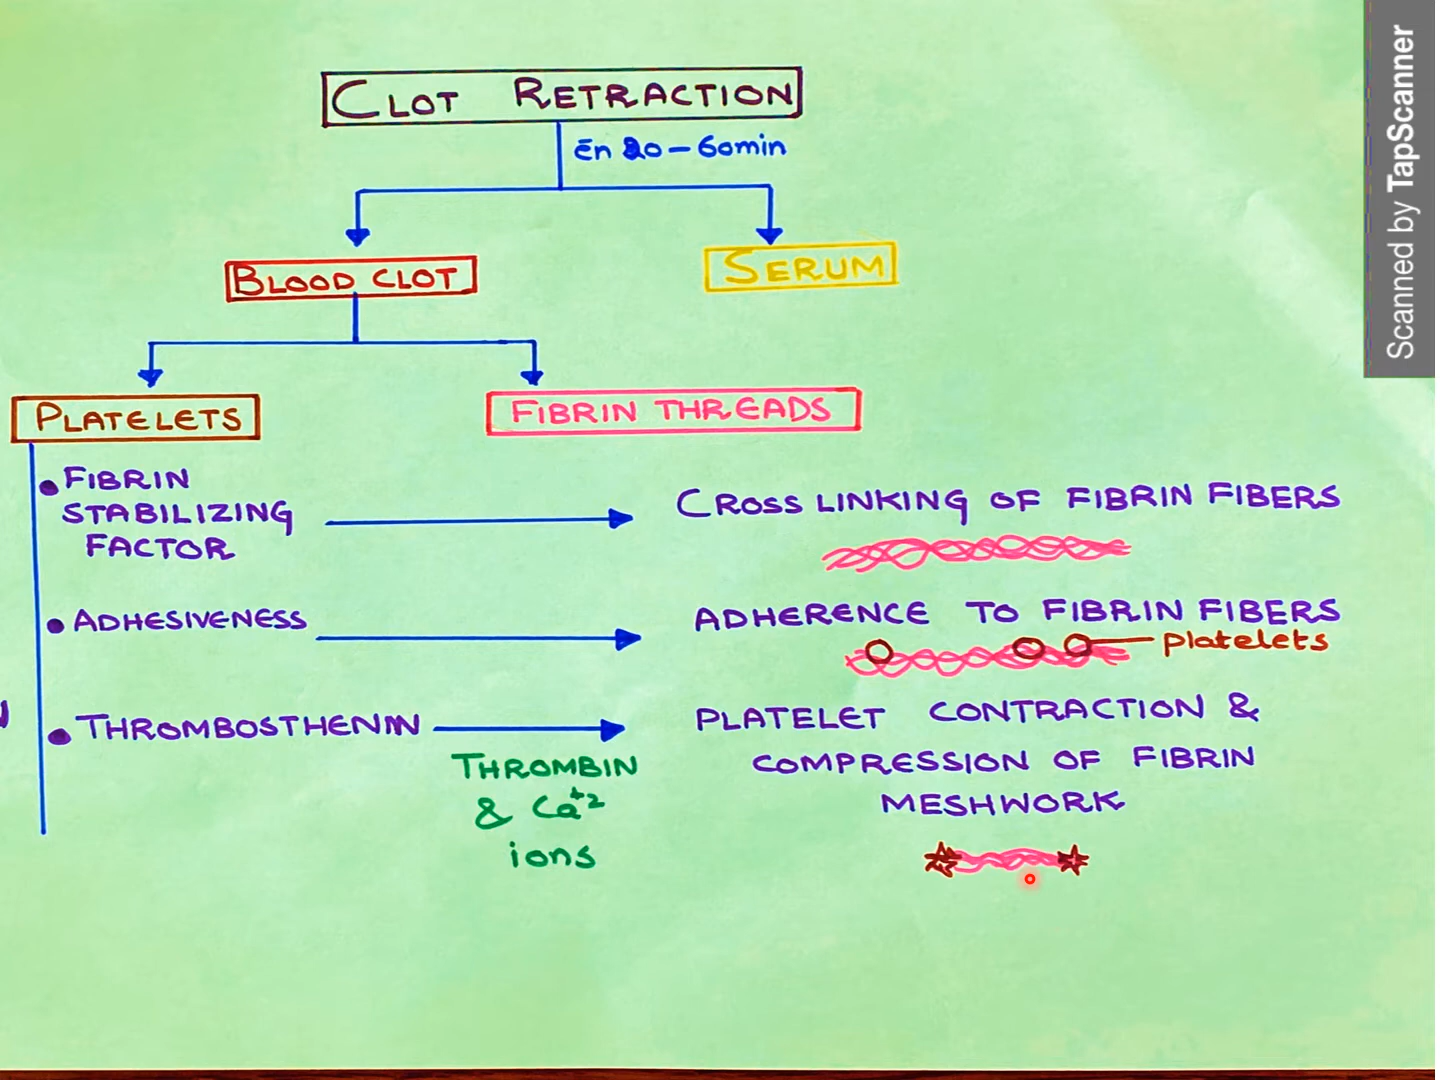 CLOT RETRACTION
En 20-60min
BLOOD CLOT
SERUM
PLATELETS
FIBRIN THREADS
• FIBRIN
STABILIZING
FACTOR
CROSS LINKING OF FIBRIN FIBERS
• ADHESIVENESS
ADHERENCE TO FIBRIN FIBERS
Platelets
• THROMBOSTHENIN
THROMBIN
& Ca+2
ions
PLATELET CONTRACTION &
COMPRESSION OF FIBRIN
MESHWORK
Scanned by TapScanner